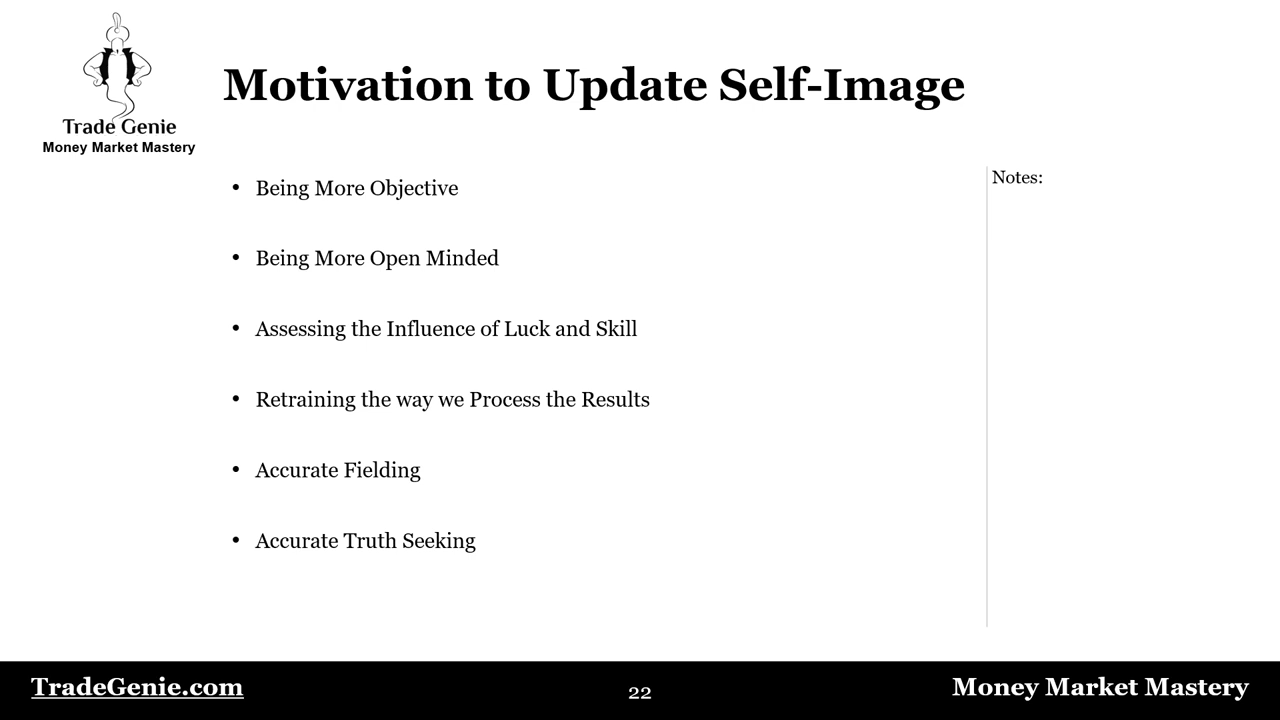 Trade Genie
Money Market Mastery
Motivation to Update Self-Image
• Being More Objective
• Being More Open Minded
• Assessing the Influence of Luck and Skill
• Retraining the way we Process the Results
• Accurate Fielding
• Accurate Truth Seeking
Notes:
TradeGenie.com
22
Money Market Mastery